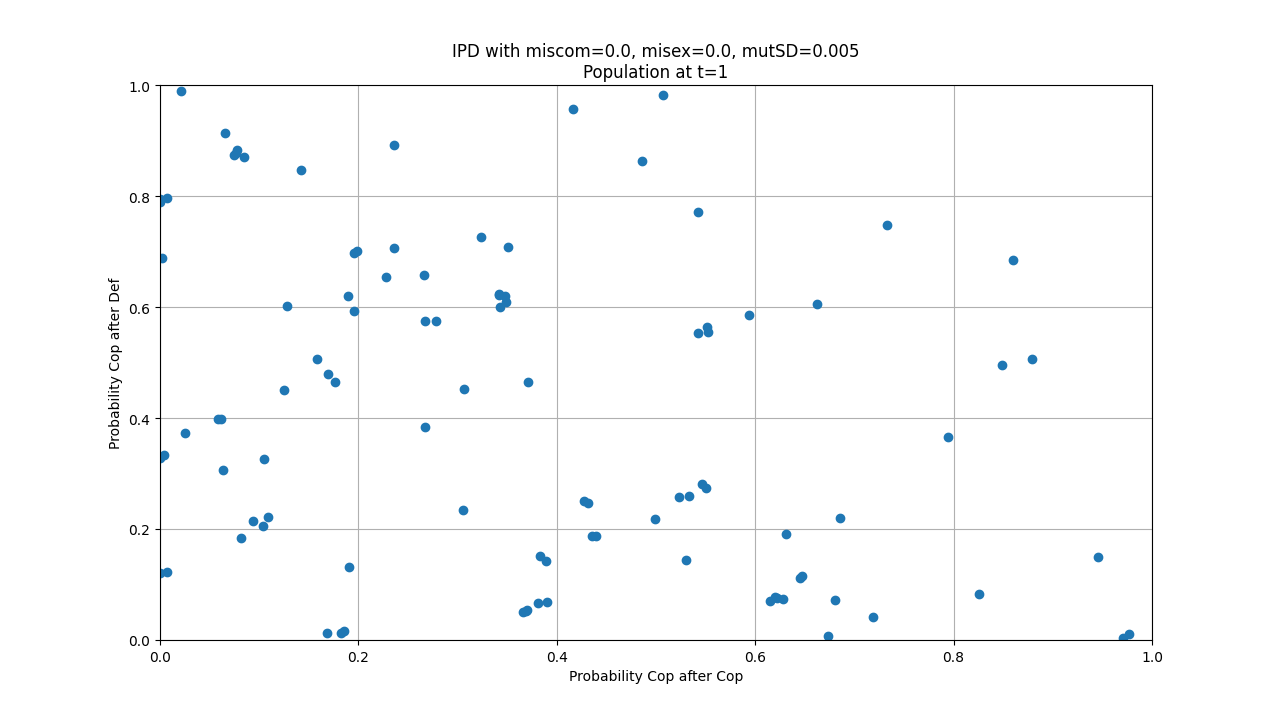 IPD with miscom=0.0, misex=0.0, mutSD=0.005
Population at t=1
1.0
0.8
0.6
0.4
0.2
0.0
Probability Cop after Def
0.0 0.2 0.4 0.6 0.8 1.0
Probability Cop after Cop